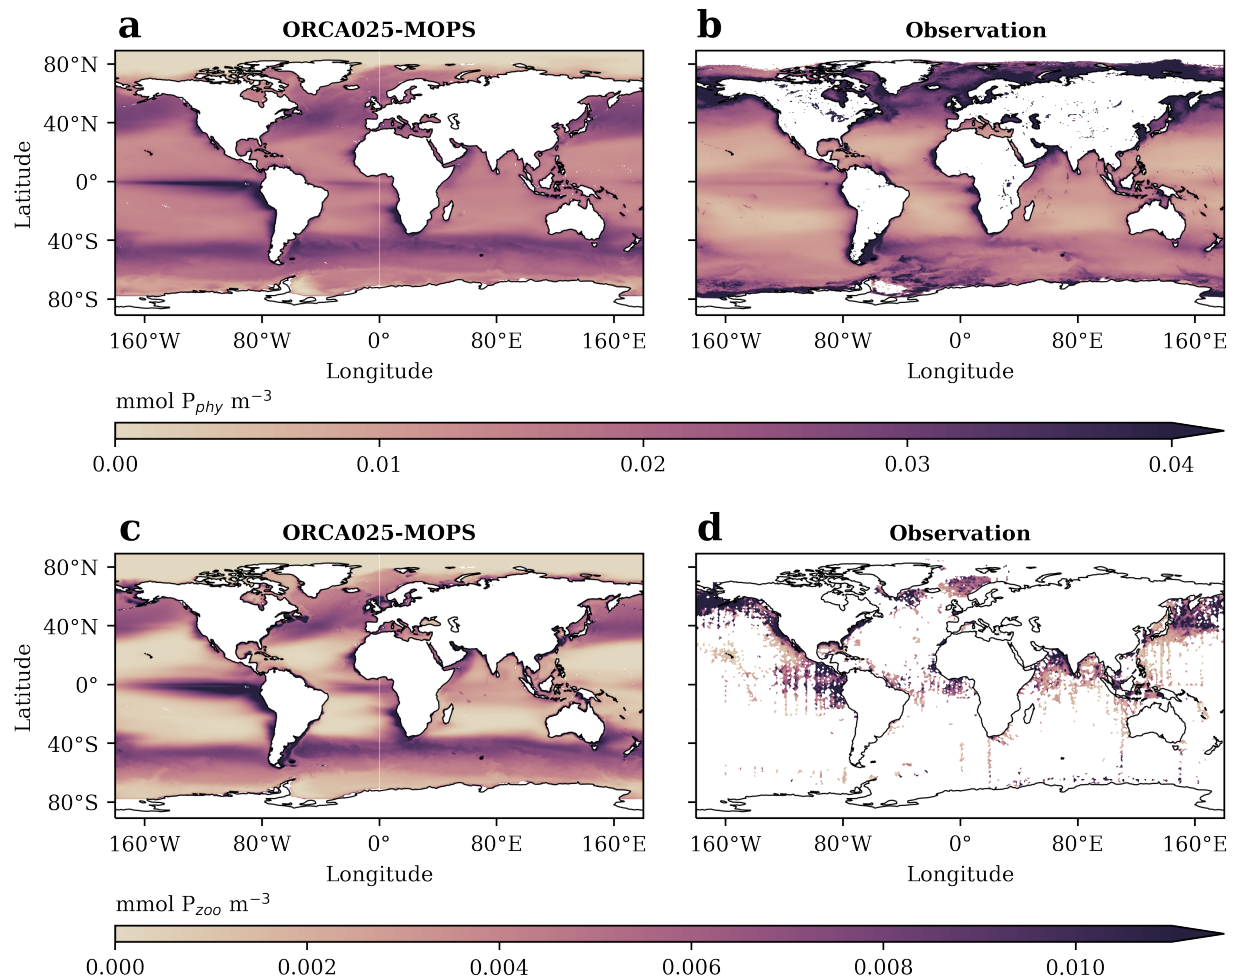 a ORCA025-MOPS
b Observation
80°N
40°N
0°
40°S
80°S
Latitude
160°W 80°W 0° 80°E 160°E
Longitude
160°W 80°W 0° 80°E 160°E
Longitude
mmol P_phy m⁻³
0.00 0.01 0.02 0.03 0.04
c ORCA025-MOPS
d Observation
80°N
40°N
0°
40°S
80°S
Latitude
160°W 80°W 0° 80°E 160°E
Longitude
160°W 80°W 0° 80°E 160°E
Longitude
mmol P_zoo m⁻³
0.000 0.002 0.004 0.006 0.008 0.010